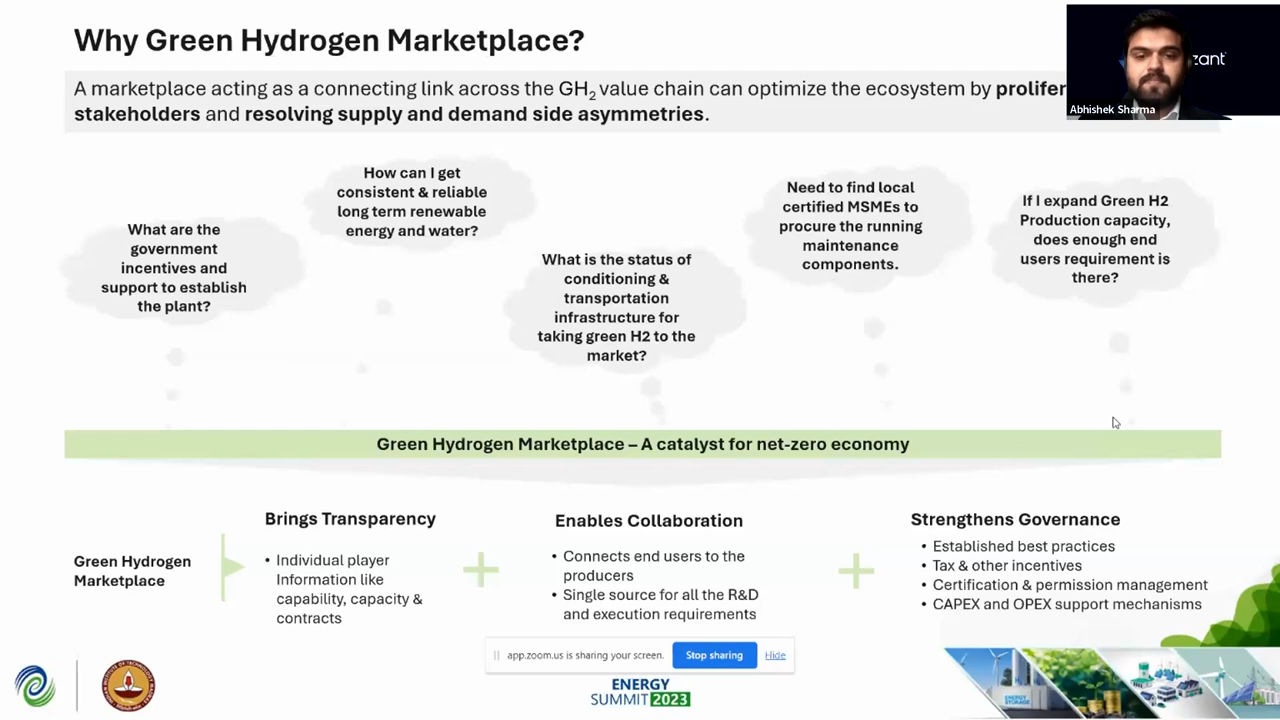 Why Green Hydrogen Marketplace?
A marketplace acting as a connecting link across the GH2 value chain can optimize the ecosystem by
stakeholders and resolving supply and demand side asymmetries.
zant
Abhishek Sharma
What are the
government
incentives and
support to establish
the plant?
How can I get
consistent & reliable
long term renewable
energy and water?
What is the status of
conditioning &
transportation
infrastructure for
taking green H2 to the
market?
Need to find local
certified MSMEs to
procure the running
maintenance
components.
If I expand Green H2
Production capacity,
does enough end
users requirement is
there?
Green Hydrogen Marketplace – A catalyst for net-zero economy
Green Hydrogen
Marketplace
Brings Transparency
• Individual player
Information like
capability, capacity &
contracts
Enables Collaboration
• Connects end users to the
producers
• Single source for all the R&D
and execution requirements
Strengthens Governance
• Established best practices
• Tax & other incentives
• Certification & permission management
• CAPEX and OPEX support mechanisms
app.zoom.us is sharing your screen.
Stop sharing
Hide
ENERGY
SUMMIT 2023
ENERGY
STORAGE